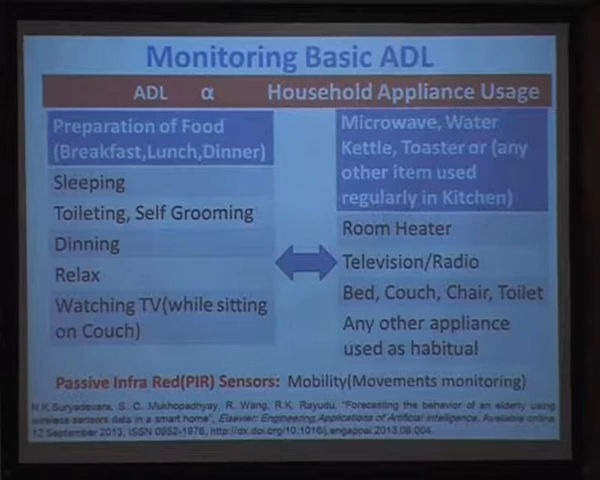 Monitoring Basic ADL
ADL α Household Appliance Usage
Preparation of Food
(Breakfast,Lunch,Dinner)
Sleeping
Toileting, Self Grooming
Dinning
Relax
Watching TV(while sitting
on Couch)
Microwave, Water
Kettle, Toaster or (any
other item used
regularly in Kitchen)
Room Heater
Television/Radio
Bed, Couch, Chair, Toilet
Any other appliance
used as habitual
Passive Infra Red(PIR) Sensors: Mobility(Movements monitoring)
N.K.Suryadevara, S. C. Mukhopadhyay, R. Wang, R.K. Rayudu, "Forecasting the behavior of an elderly using
wireless sensors data in a smart home", Elsevier: Engineering Applications of Artificial Intelligence, Available online
12 September 2013, ISSN 0952-1976, http://dx.doi.org/10.1016/j.engappai.2013.08.004.